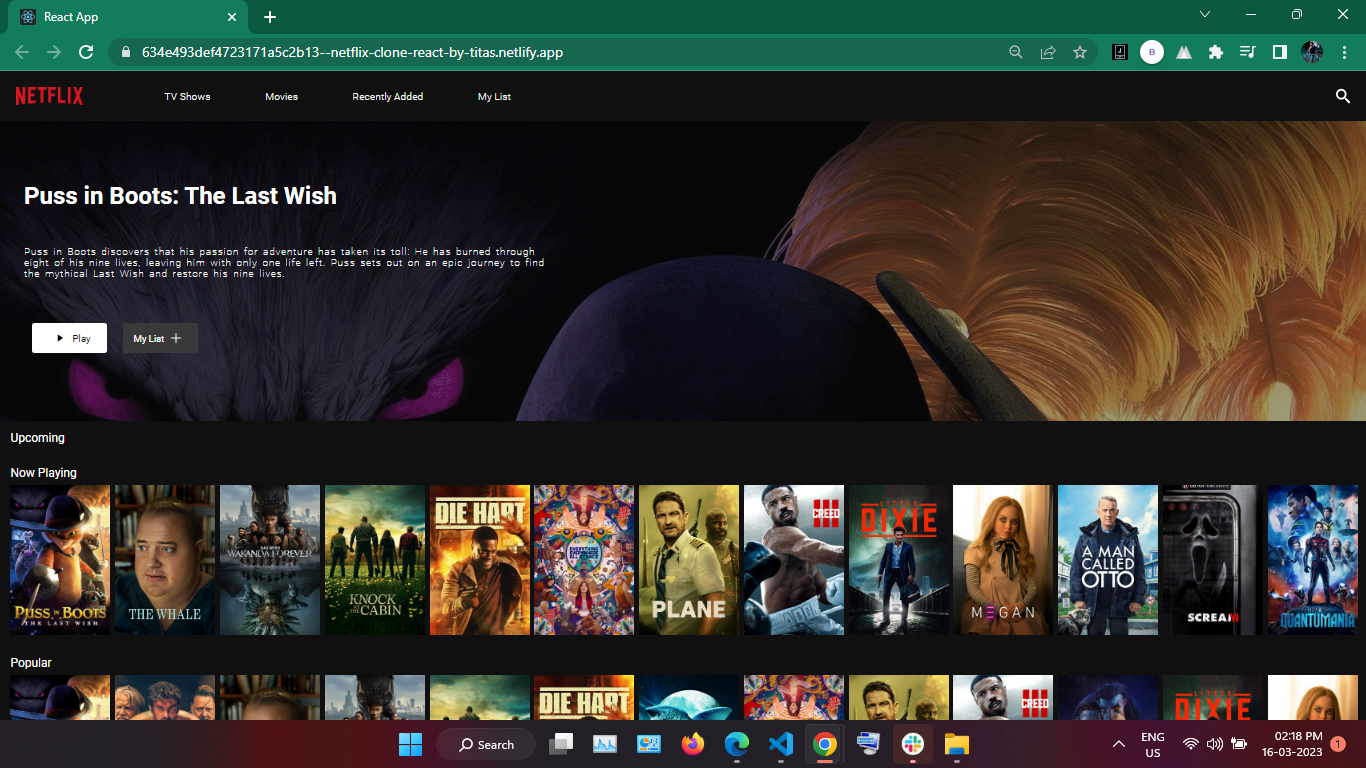 React App
634e493def4723171a5c2b13--netflix-clone-react-by-titas.netlify.app
B
NETFLIX
TV Shows
Movies
Recently Added
My List
Puss in Boots: The Last Wish
Puss in Boots discovers that his passion for adventure has taken its toll: He has burned through
eight of his nine lives, leaving him with only one life left. Puss sets out on an epic journey to find
the mythical Last Wish and restore his nine lives.
Play
My List
Upcoming
Now Playing
PUSS IN BOOTS
THE LAST WISH
THE WHALE
WAKANDA FOREVER
KNOCK
AT THE
CABIN
DIE HART
EVERYTHING
PLANE
CREED
III
LITTLE
DIXIE
M3GAN
A MAN
CALLED
OTTO
SCREAM
QUANTUMANIA
Popular
DIE HART
CREED
III
LITTLE
DIXIE
Search
ENG
US
02:18 PM
16-03-2023
1